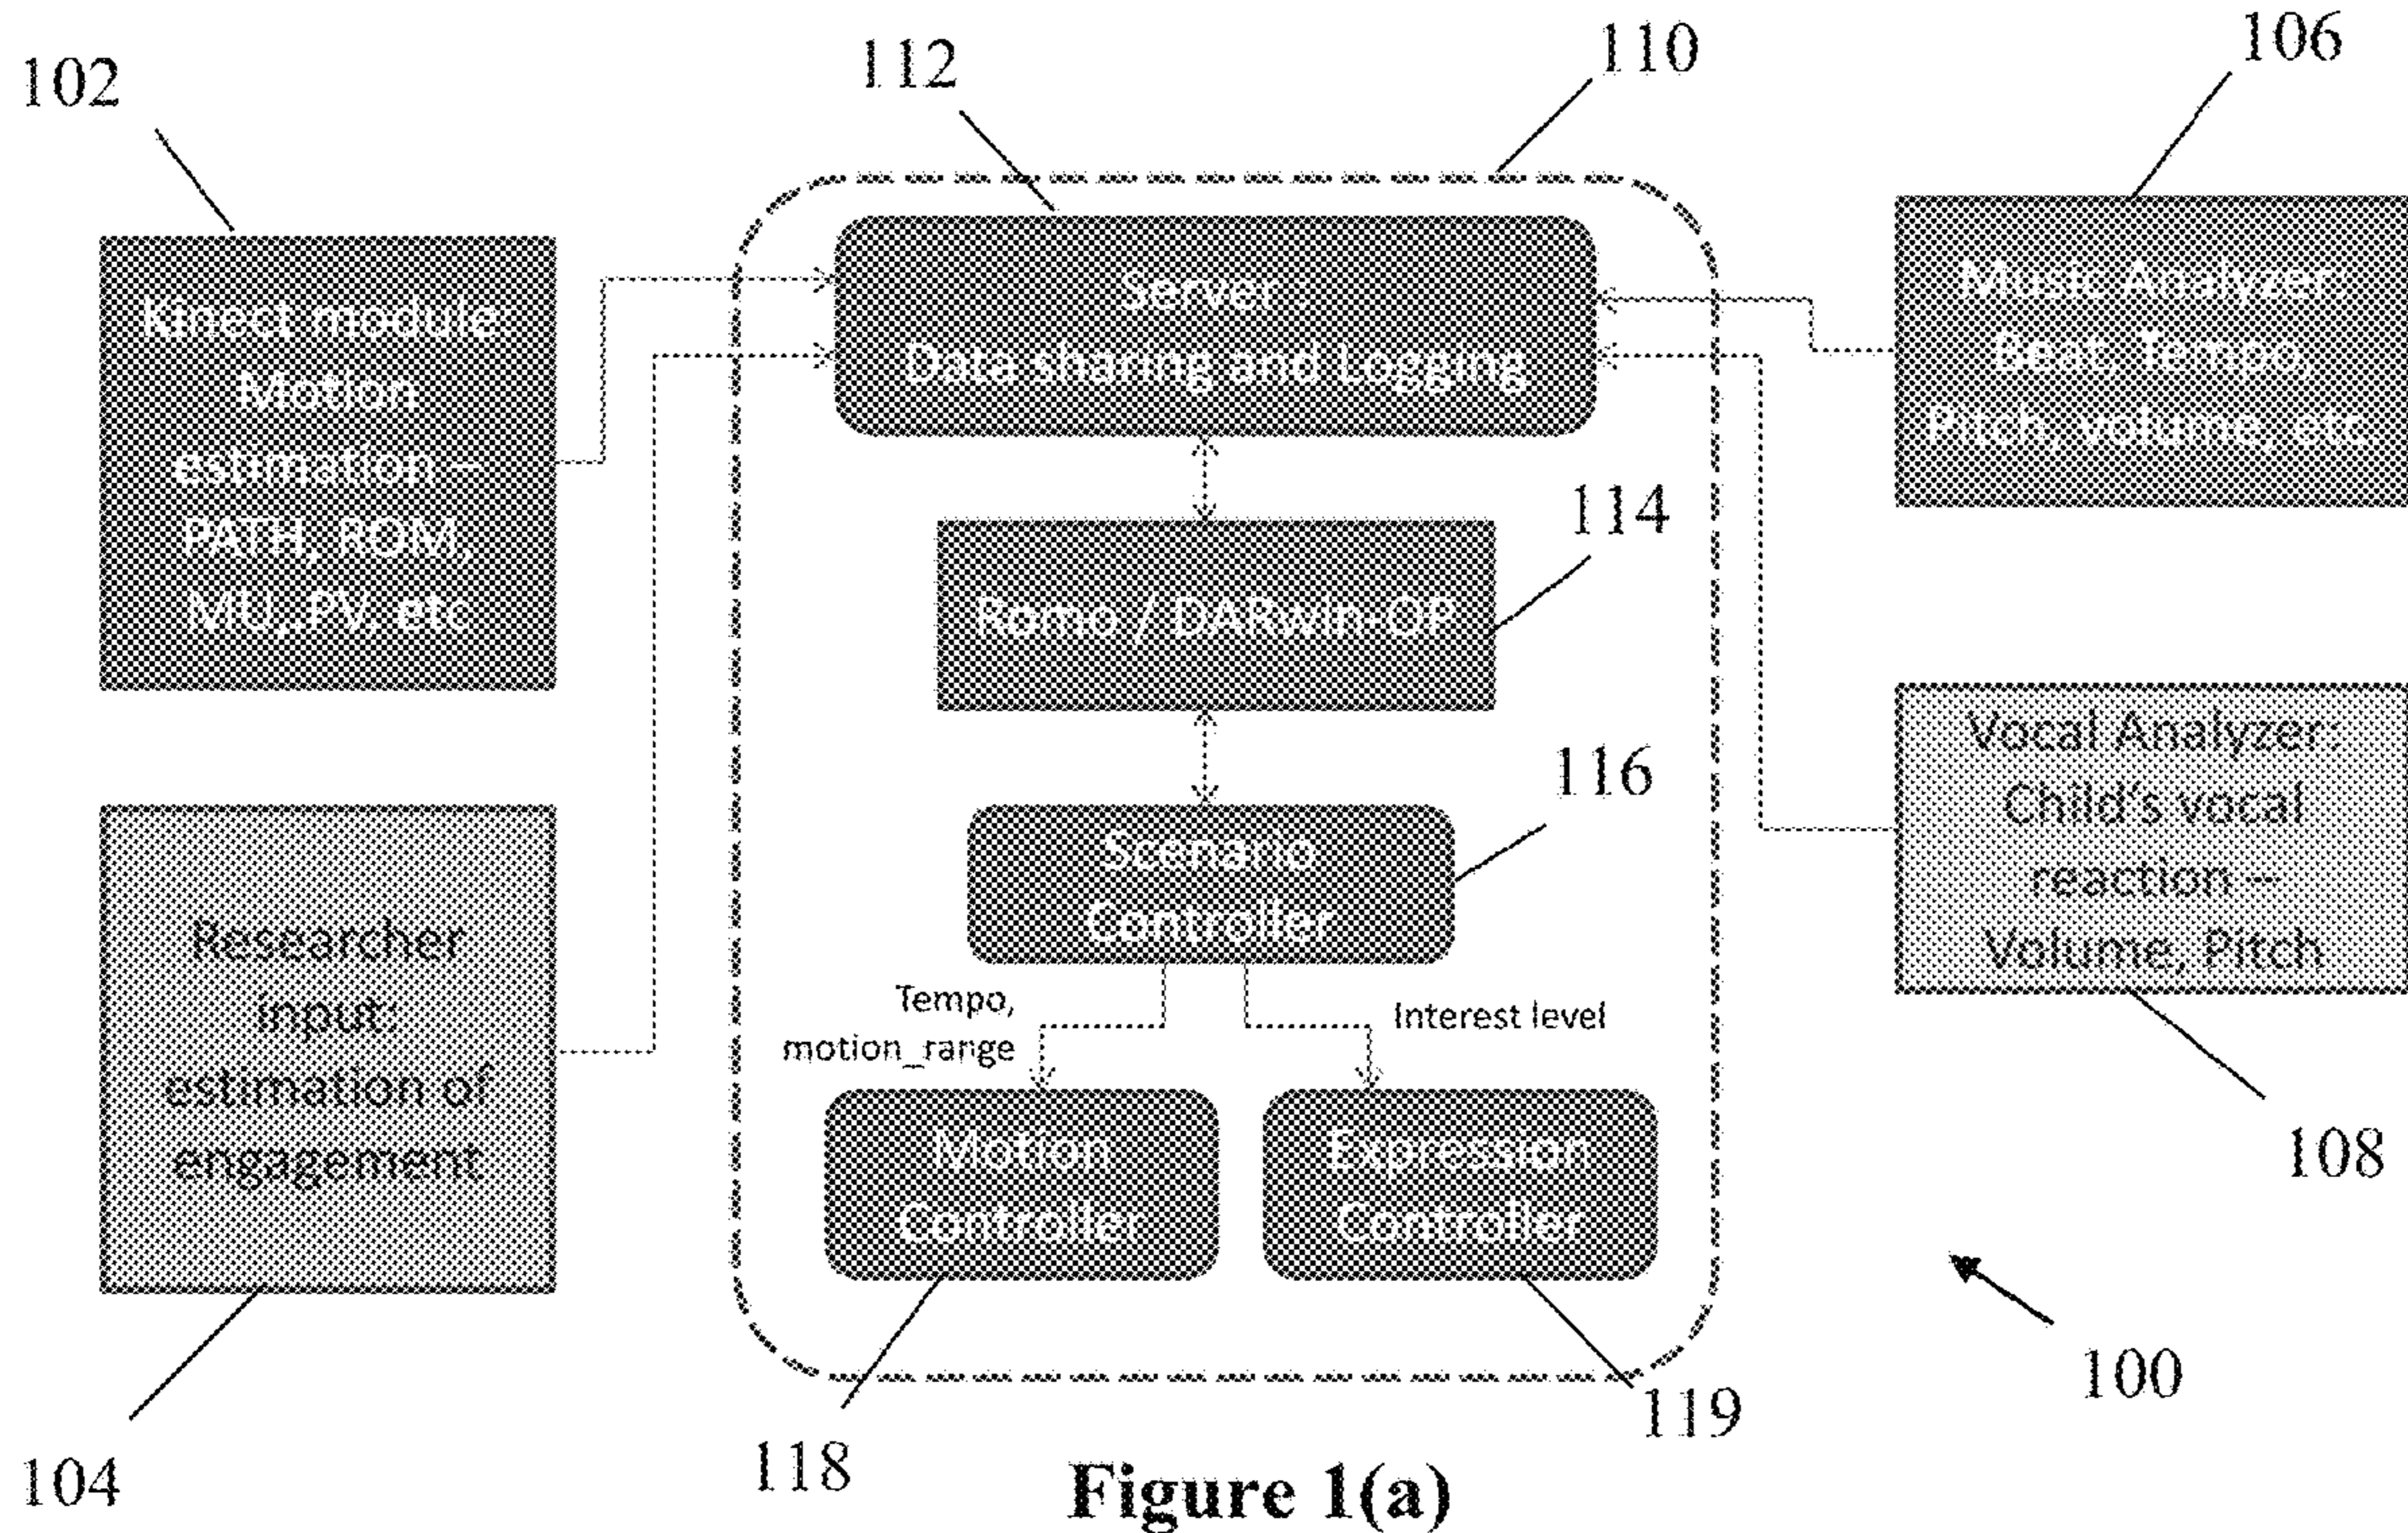 102
112
110
106
Kinect module:
Motion
estimation –
PATH, ROM,
MU, PV, etc
Server
Data sharing and Logging
Music Analyzer:
Beat, Tempo,
Pitch, volume, etc
114
Romo / DARwin-OP
116
Scenario
Controller
Vocal Analyzer:
Child's vocal
reaction –
Volume, Pitch
Researcher
input:
estimation of
engagement
Tempo,
motion_range
Interest level
Motion
Controller
Expression
Controller
108
100
104
118
119
Figure 1(a)